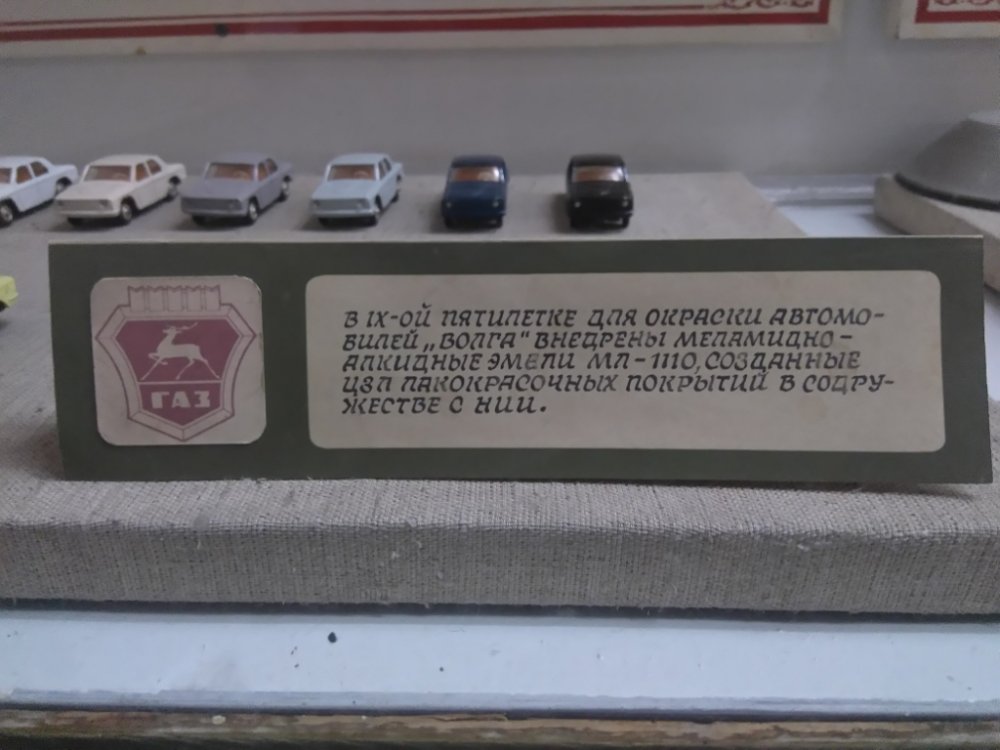 ГАЗ
В IX-ОЙ ПЯТИЛЕТКЕ ДЛЯ ОКРАСКИ АВТОМО-
БИЛЕЙ „ВОЛГА" ВНЕДРЕНЫ МЕЛАМИДНО-
АЛКИДНЫЕ ЭМАЛИ МЛ-1110, СОЗДАННЫЕ
ЦЗЛ ЛАКОКРАСОЧНЫХ ПОКРЫТИЙ В СОДРУ-
ЖЕСТВЕ С НИИ.